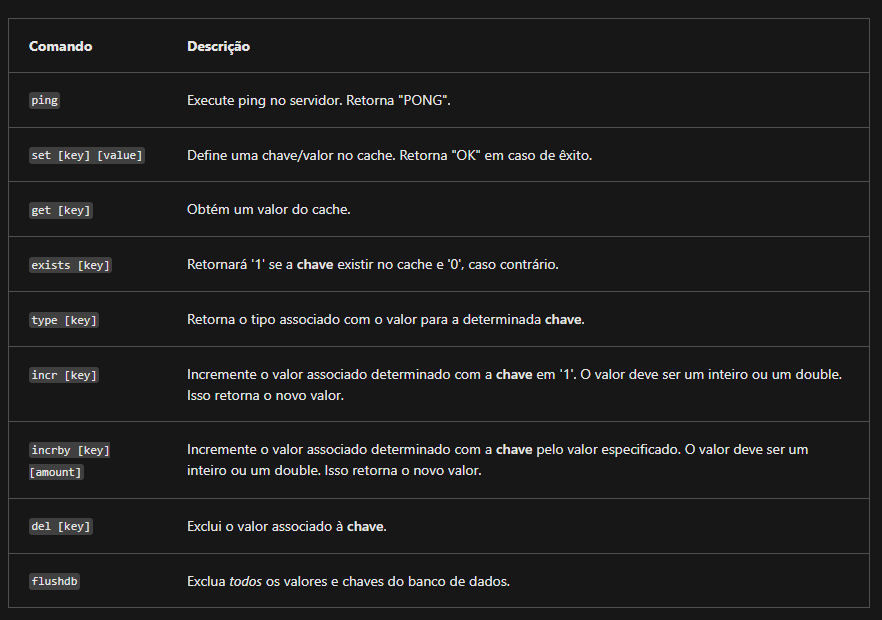 Comando Descrição
ping Execute ping no servidor. Retorna "PONG".
set [key] [value] Define uma chave/valor no cache. Retorna "OK" em caso de êxito.
get [key] Obtém um valor do cache.
exists [key] Retornará '1' se a chave existir no cache e '0', caso contrário.
type [key] Retorna o tipo associado com o valor para a determinada chave.
incr [key] Incremente o valor associado determinado com a chave em '1'. O valor deve ser um inteiro ou um double.
Isso retorna o novo valor.
incrby [key] Incremente o valor associado determinado com a chave pelo valor especificado. O valor deve ser um
[amount] inteiro ou um double. Isso retorna o novo valor.
del [key] Exclui o valor associado à chave.
flushdb Exclua todos os valores e chaves do banco de dados.